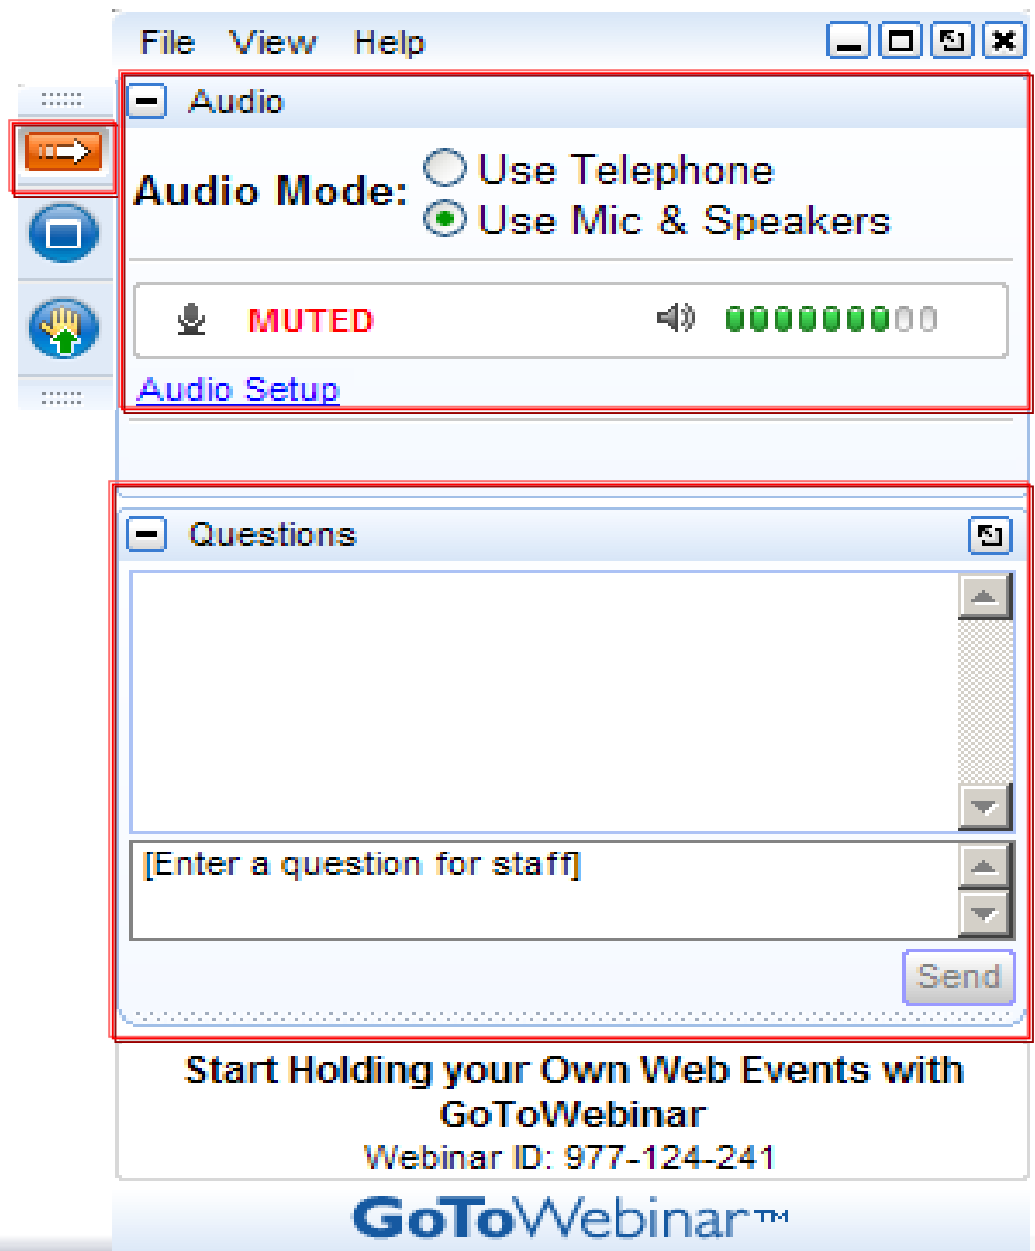 File View Help
Audio
Audio Mode:
Use Telephone
Use Mic & Speakers
MUTED
Audio Setup
Questions
[Enter a question for staff]
Send
Start Holding your Own Web Events with
GoToWebinar
Webinar ID: 977-124-241
GoToWebinar™